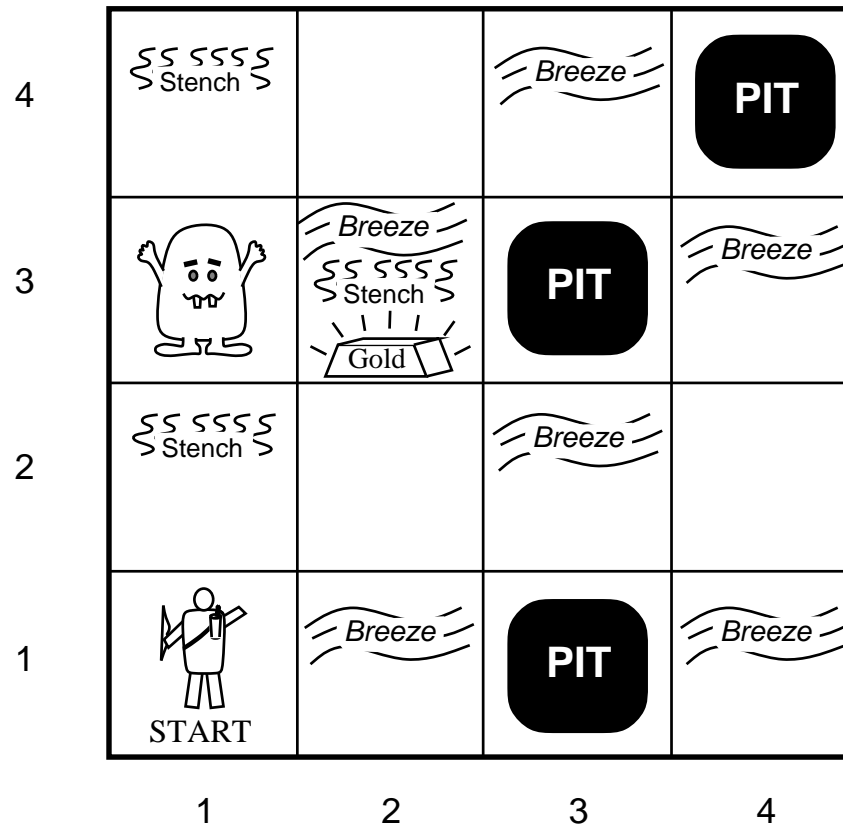 4
Stench
Breeze
PIT
3
Breeze
Stench
Gold
PIT
Breeze
2
Stench
Breeze
1
START
Breeze
PIT
Breeze
1 2 3 4